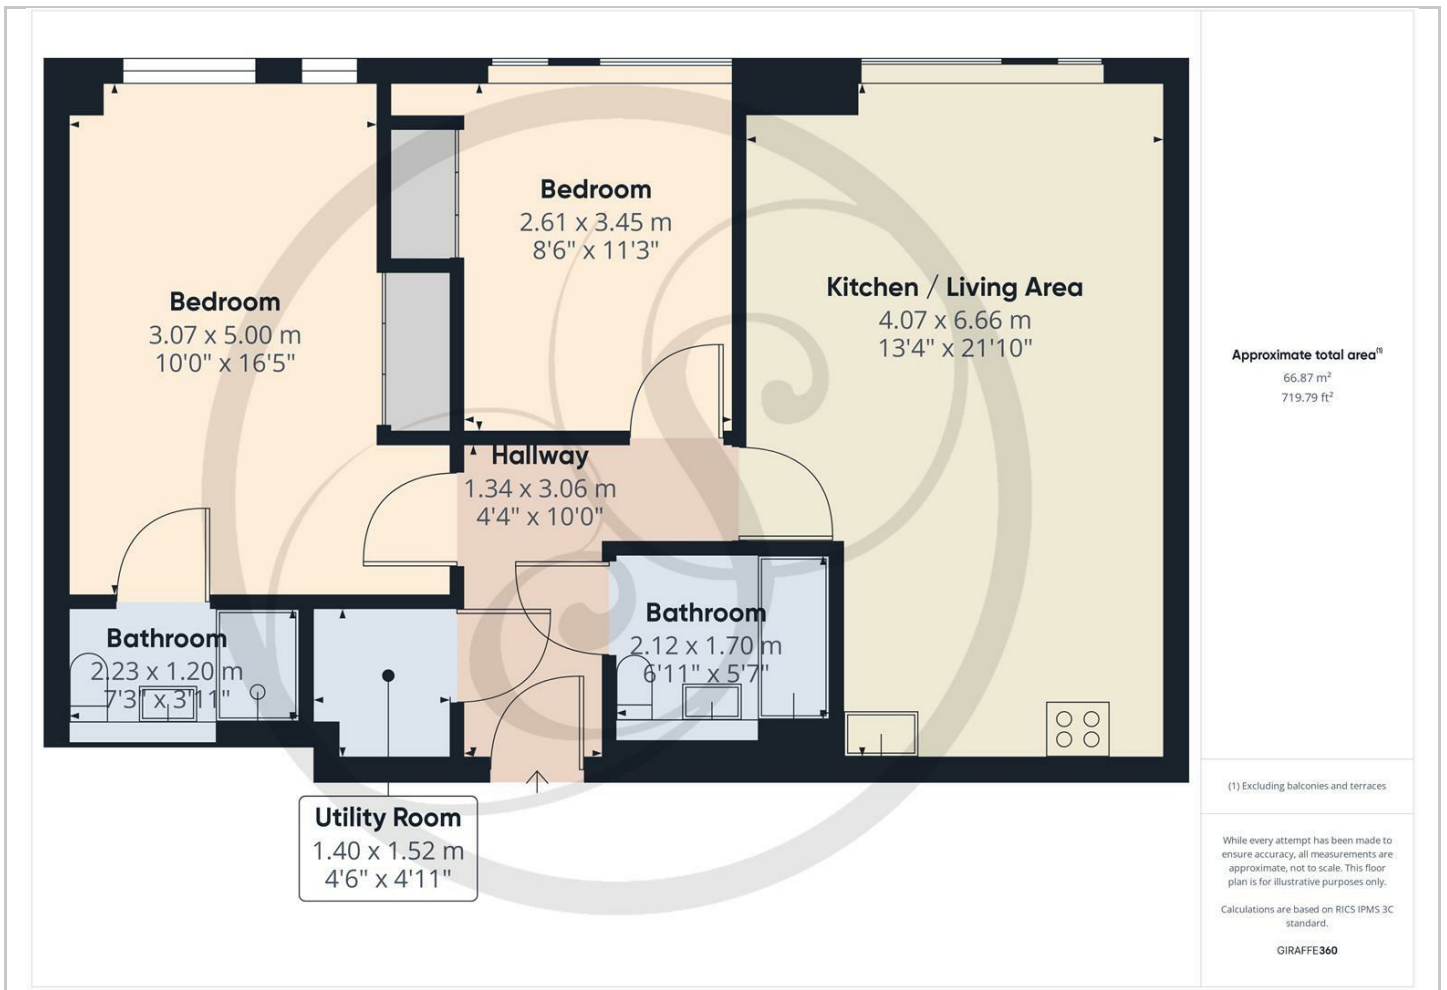 Bedroom
3.07 x 5.00 m
10'0" x 16'5"
Bedroom
2.61 x 3.45 m
8'6" x 11'3"
Kitchen / Living Area
4.07 x 6.66 m
13'4" x 21'10"
Hallway
1.34 x 3.06 m
4'4" x 10'0"
Bathroom
2.23 x 1.20 m
7'3" x 3'11"
Bathroom
2.12 x 1.70 m
6'11" x 5'7"
Utility Room
1.40 x 1.52 m
4'6" x 4'11"
Approximate total area⁽¹⁾
66.87 m²
719.79 ft²
(1) Excluding balconies and terraces
While every attempt has been made to
ensure accuracy, all measurements are
approximate, not to scale. This floor
plan is for illustrative purposes only.
Calculations are based on RICS IPMS 3C
standard.
GIRAFFE360